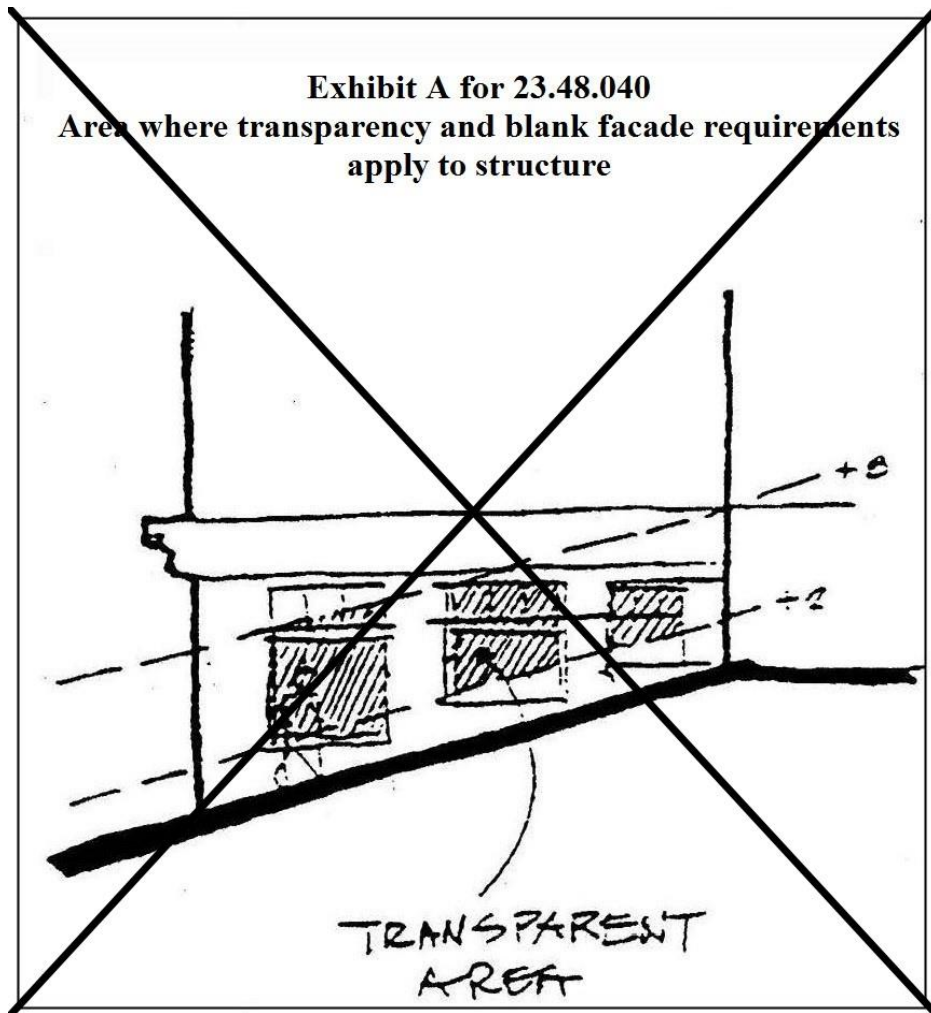 Exhibit A for 23.48.040
Area where transparency and blank facade requirements
apply to structure
+8
+2
TRANSPARENT
AREA